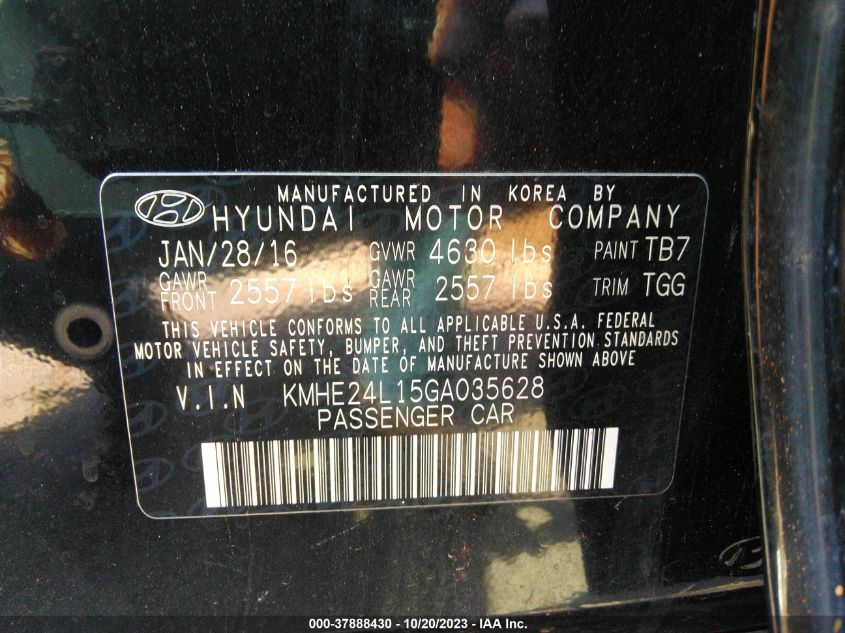 MANUFACTURED IN KOREA BY
HYUNDAI MOTOR COMPANY
JAN/28/16 GVWR 4630 lbs PAINT TB7
GAWR FRONT 2557 lbs GAWR REAR 2557 lbs TRIM TGG
THIS VEHICLE CONFORMS TO ALL APPLICABLE U.S.A. FEDERAL
MOTOR VEHICLE SAFETY, BUMPER, AND THEFT PREVENTION STANDARDS
IN EFFECT ON THE DATE OF MANUFACTURE SHOWN ABOVE
V.I.N KMHE24L15GA035628
PASSENGER CAR
000-37888430 - 10/20/2023 - IAA Inc.